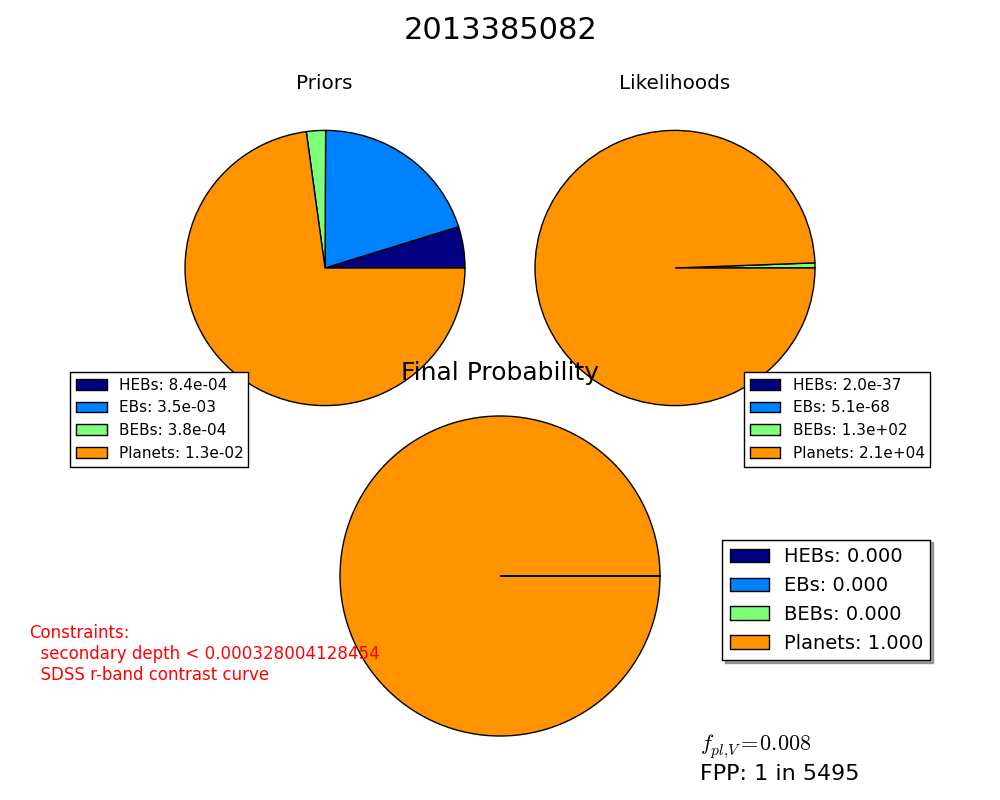 2013385082
Priors
Likelihoods
HEBs: 8.4e-04
EBs: 3.5e-03
BEBs: 3.8e-04
Planets: 1.3e-02
HEBs: 2.0e-37
EBs: 5.1e-68
BEBs: 1.3e+02
Planets: 2.1e+04
Final Probability
HEBs: 0.000
EBs: 0.000
BEBs: 0.000
Planets: 1.000
Constraints:
secondary depth < 0.000328004128454
SDSS r-band contrast curve
f_{pl,V}=0.008
FPP: 1 in 5495